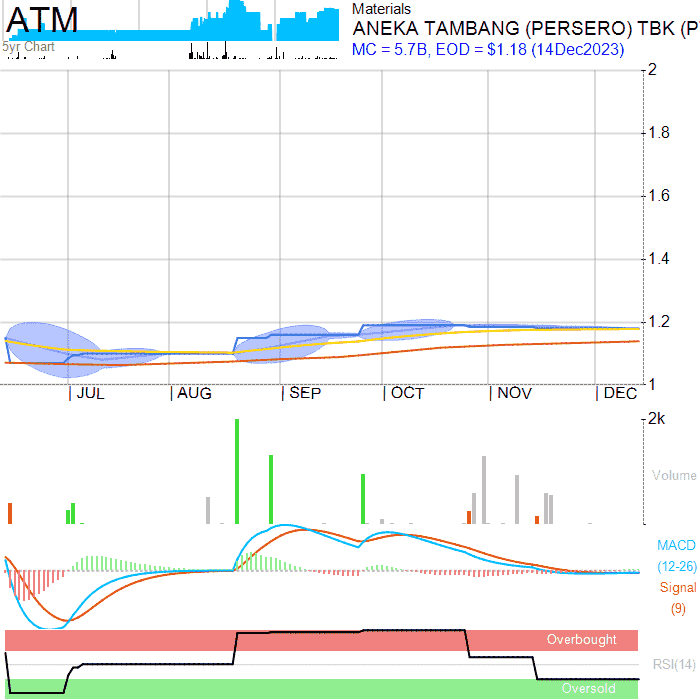 ATM
5yr Chart
Materials
ANEKA TAMBANG (PERSERO) TBK (P
MC = 5.7B, EOD = $1.18 (14Dec2023)
2
1.8
1.6
1.4
1.2
1
JUL AUG SEP OCT NOV DEC
2k
Volume
MACD
(12-26)
Signal
(9)
Overbought
RSI(14)
Oversold